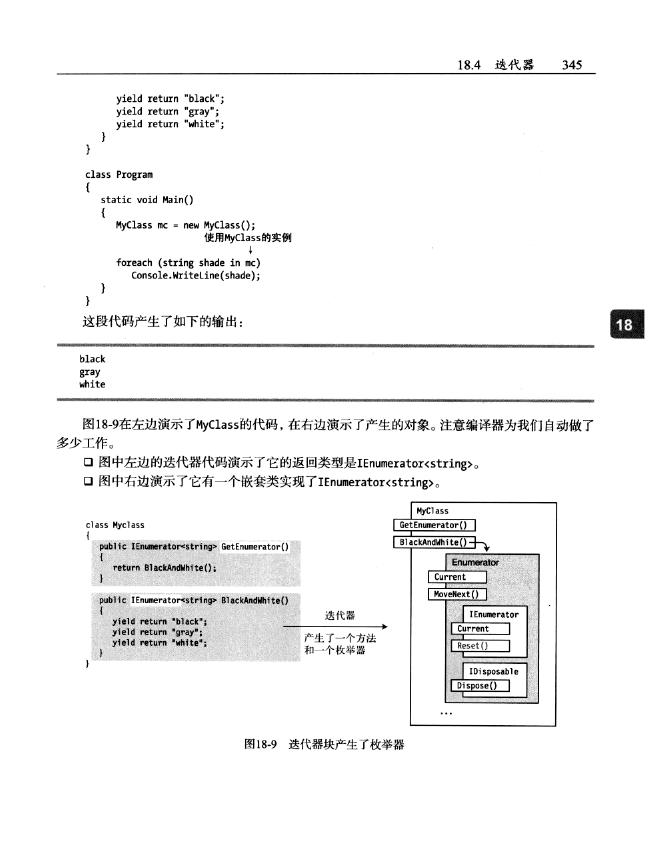 18.4 迭代器 345
yield return "black";
yield return "gray";
yield return "white";
}
}
class Program
{
static void Main()
{
MyClass mc = new MyClass();
使用MyClass的实例
↓
foreach (string shade in mc)
Console.WriteLine(shade);
}
}
这段代码产生了如下的输出：
18
black
gray
white
图18-9在左边演示了MyClass的代码，在右边演示了产生的对象。注意编译器为我们自动做了
多少工作。
❑ 图中左边的迭代器代码演示了它的返回类型是IEnumerator<string>。
❑ 图中右边演示了它有一个嵌套类实现了IEnumerator<string>。
class Myclass
{
public IEnumerator<string> GetEnumerator()
{
return BlackAndWhite();
}
public IEnumerator<string> BlackAndWhite()
{
yield return "black";
yield return "gray";
yield return "white";
}
}
迭代器
产生了一个方法
和一个枚举器
MyClass
GetEnumerator()
BlackAndWhite()
Enumerator
Current
MoveNext()
IEnumerator
Current
Reset()
IDisposable
Dispose()
...
图18-9 迭代器块产生了枚举器